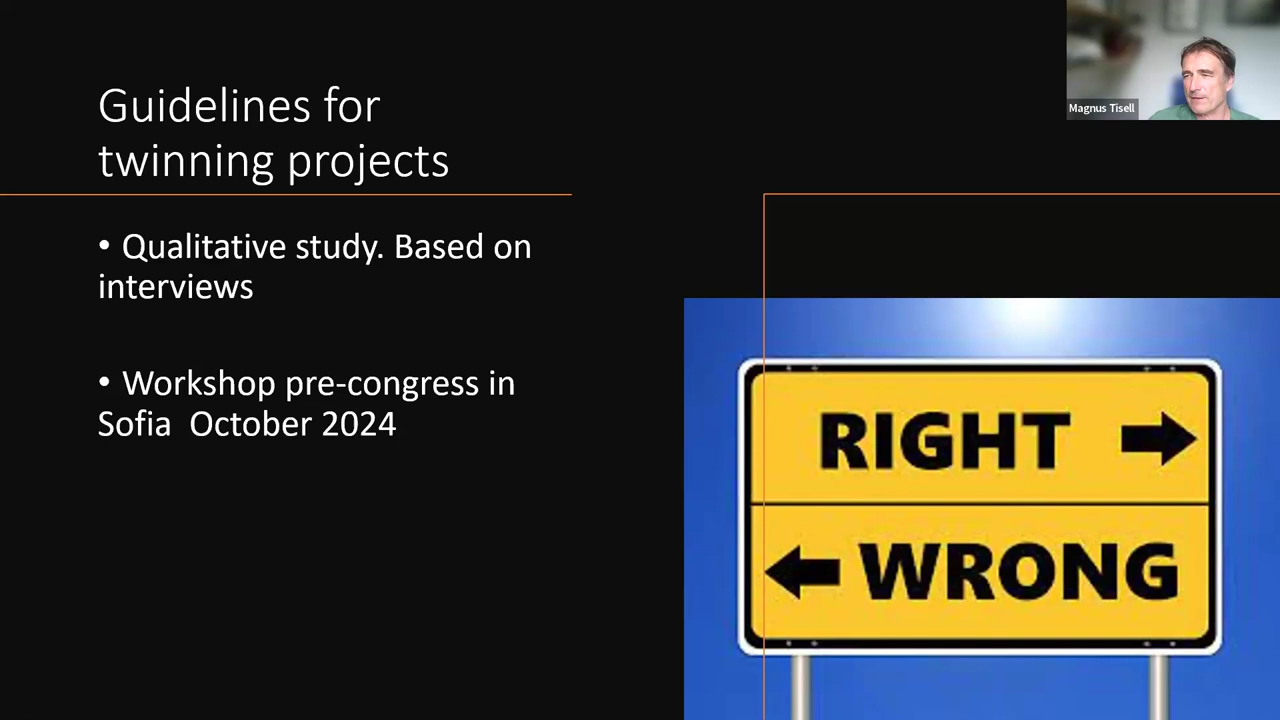 Guidelines for
twinning projects
Magnus Tisell
• Qualitative study. Based on
interviews
• Workshop pre-congress in
Sofia  October 2024
RIGHT
WRONG